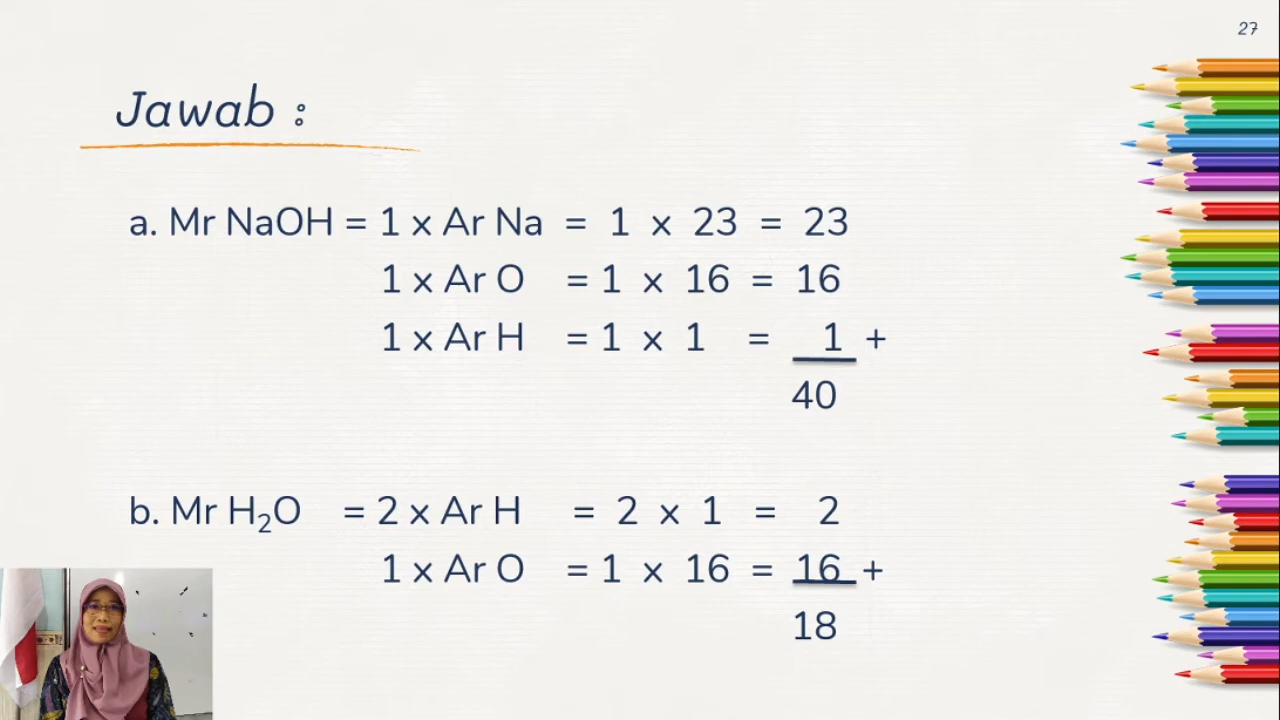 27
Jawab :
a. Mr NaOH = 1 x Ar Na = 1 x 23 = 23
1 x Ar O = 1 x 16 = 16
1 x Ar H = 1 x 1 = 1 +
40
b. Mr H₂O = 2 x Ar H = 2 x 1 = 2
1 x Ar O = 1 x 16 = 16 +
18